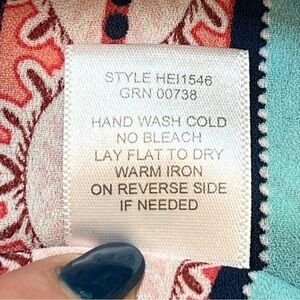 STYLE HEI1546
GRN 00738
HAND WASH COLD
NO BLEACH
LAY FLAT TO DRY
WARM IRON
ON REVERSE SIDE
IF NEEDED